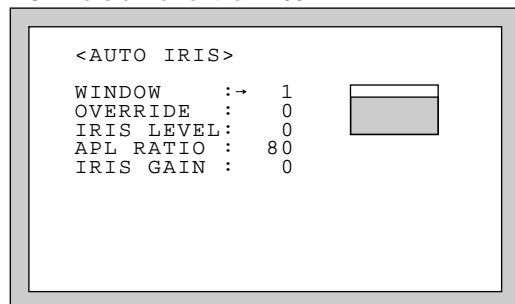 <AUTO IRIS>
WINDOW :→ 1
OVERRIDE : 0
IRIS LEVEL: 0
APL RATIO : 80
IRIS GAIN : 0